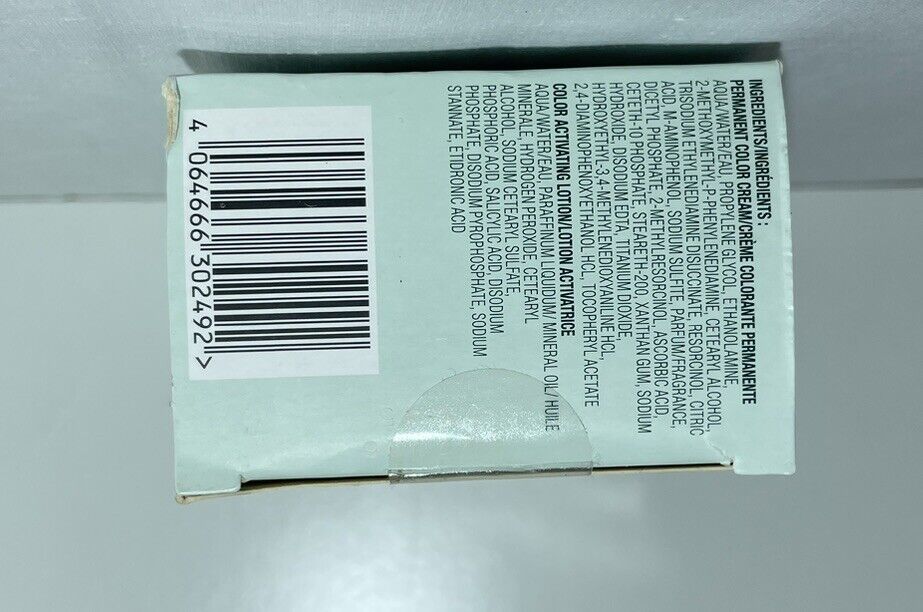 INGREDIENTS/INGRÉDIENTS :
PERMANENT COLOR CREAM/CRÈME COLORANTE PERMANENTE
AQUA/WATER/EAU, PROPYLENE GLYCOL, ETHANOLAMINE,
2-METHOXYMETHYL-P-PHENYLENEDIAMINE, CETEARYL ALCOHOL,
TRISODIUM ETHYLENEDIAMINE DISUCCINATE, RESORCINOL, CITRIC
ACID, M-AMINOPHENOL, SODIUM SULFITE, PARFUM/FRAGRANCE,
DICETYL PHOSPHATE, 2-METHYLRESORCINOL, ASCORBIC ACID,
CETETH-10 PHOSPHATE, STEARETH-200, XANTHAN GUM, SODIUM
HYDROXIDE, DISODIUM EDTA, TITANIUM DIOXIDE,
HYDROXYETHYL-3,4-METHYLENEDIOXYANILINE HCL,
2,4-DIAMINOPHENOXYETHANOL HCL, TOCOPHERYL ACETATE
COLOR ACTIVATING LOTION/LOTION ACTIVATRICE
AQUA/WATER/EAU, PARAFFINUM LIQUIDUM/ MINERAL OIL/ HUILE
MINERALE, HYDROGEN PEROXIDE, CETEARYL
ALCOHOL, SODIUM CETEARYL SULFATE,
PHOSPHORIC ACID, SALICYLIC ACID, DISODIUM
PHOSPHATE, DISODIUM PYROPHOSPHATE, SODIUM
STANNATE, ETIDRONIC ACID
4 064666 302492 >